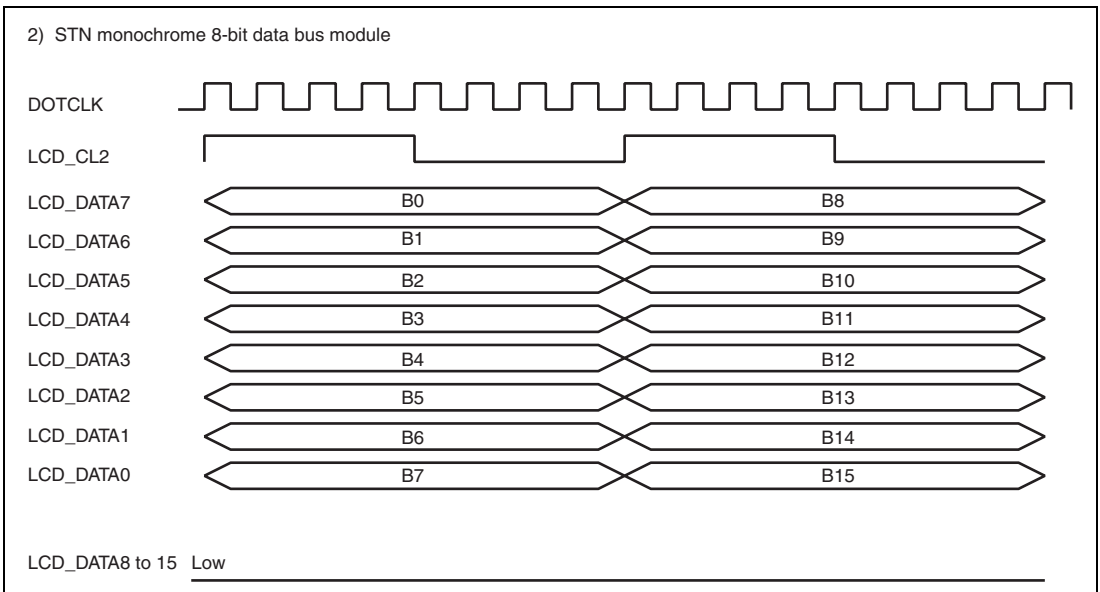 2) STN monochrome 8-bit data bus module
DOTCLK
LCD_CL2
LCD_DATA7 B0 B8
LCD_DATA6 B1 B9
LCD_DATA5 B2 B10
LCD_DATA4 B3 B11
LCD_DATA3 B4 B12
LCD_DATA2 B5 B13
LCD_DATA1 B6 B14
LCD_DATA0 B7 B15
LCD_DATA8 to 15 Low